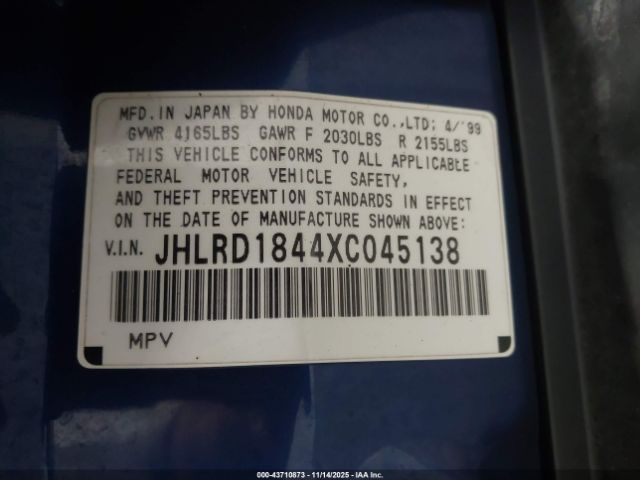 MFD.IN JAPAN BY HONDA MOTOR CO.,LTD; 4/'99
GVWR 4165LBS GAWR F 2030LBS R 2155LBS
THIS VEHICLE CONFORMS TO ALL APPLICABLE
FEDERAL MOTOR VEHICLE SAFETY,
AND THEFT PREVENTION STANDARDS IN EFFECT
ON THE DATE OF MANUFACTURE SHOWN ABOVE:
V.I.N. JHLRD1844XC045138
MPV
000-43710873 - 11/14/2025 - IAA Inc.